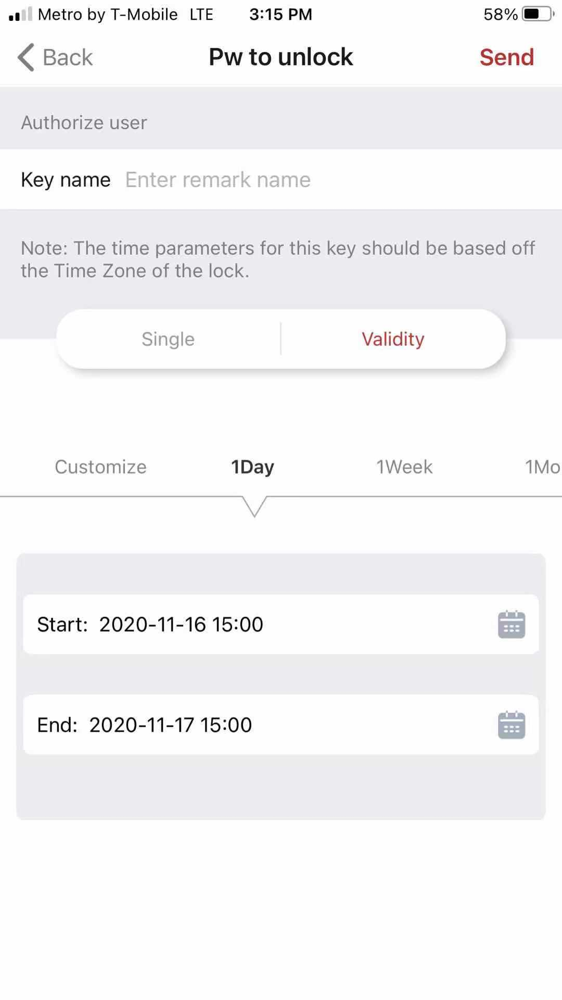 Metro by T-Mobile LTE 3:15 PM 58%
Back Pw to unlock Send
Authorize user
Key name Enter remark name
Note: The time parameters for this key should be based off
the Time Zone of the lock.
Single Validity
Customize 1Day 1Week 1Mo
Start: 2020-11-16 15:00
End: 2020-11-17 15:00